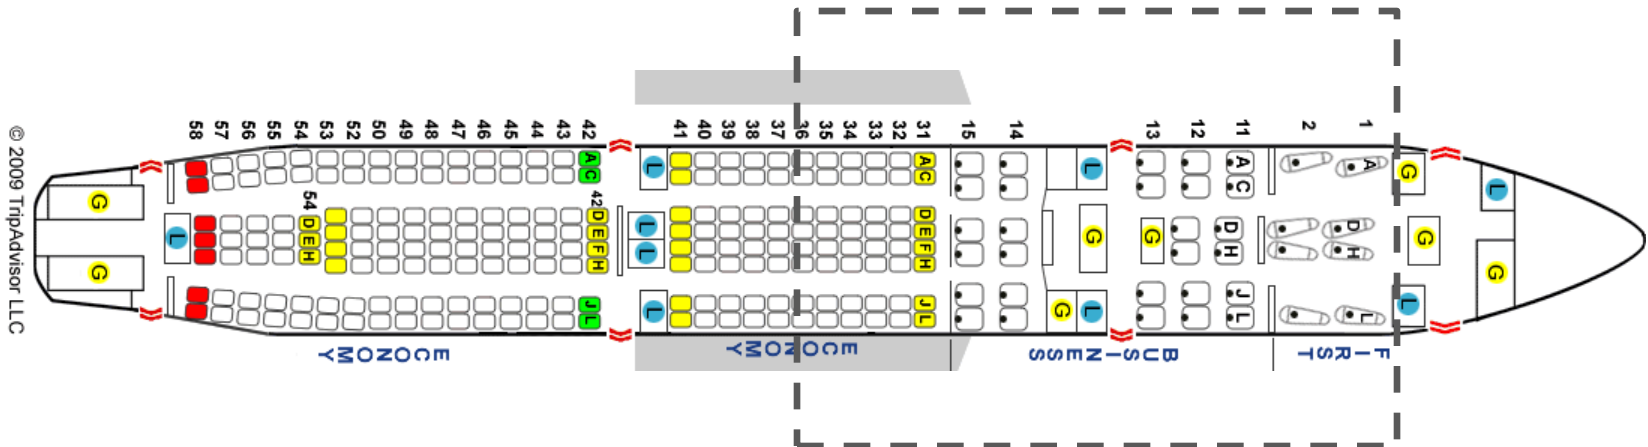 58 57 56 55 54 53 52 50 49 48 47 46 45 44 43 42 41 40 39 38 37 36 35 34 33 32 31 15 14 13 12 11 2 1
A A A A
C C C
L L L
G
54 42
D D D D D
E E E
H F F H H
H H
G L L L G G G
J J J
L L L L
G G L L L
G
ECONOMY
ECONOMY
BUSINESS
FIRST
© 2009 TripAdvisor LLC